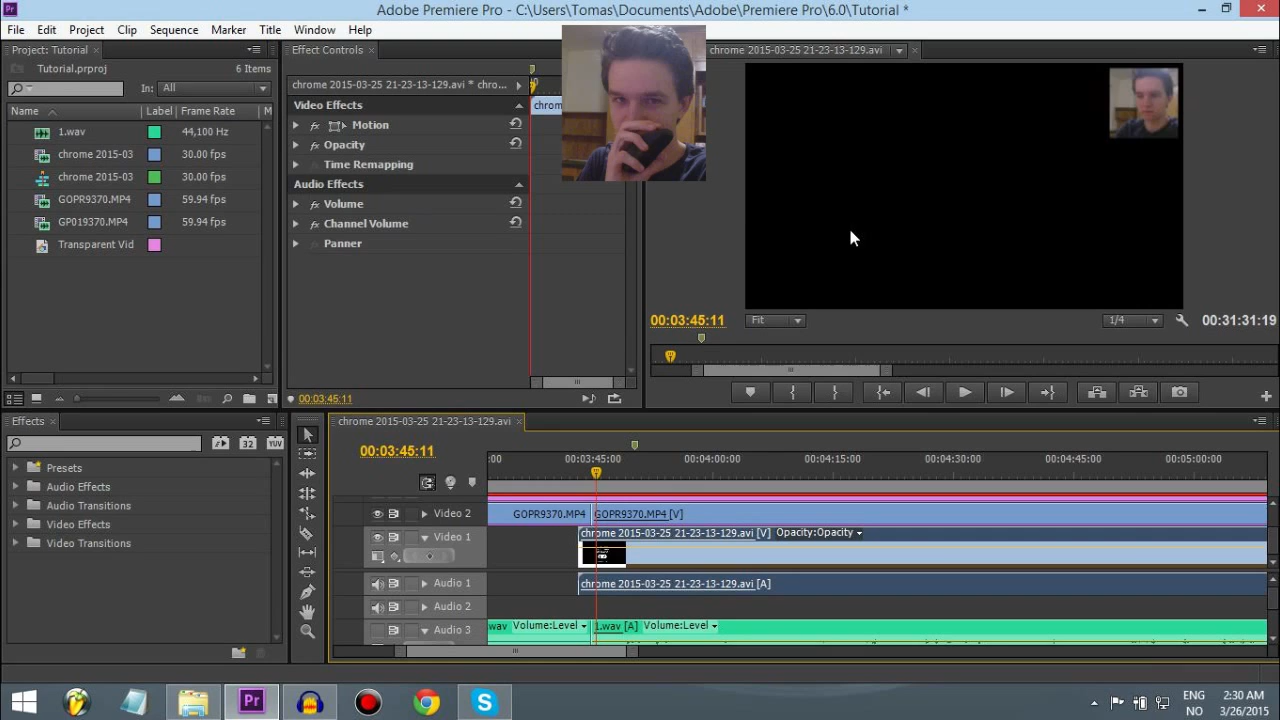 Adobe Premiere Pro - C:\Users\Tomas\Documents\Adobe\Premiere Pro\6.0\Tutorial *
File Edit Project Clip Sequence Marker Title Window Help
Project: Tutorial
Effect Controls
chrome 2015-03-25 21-23-13-129.avi
Tutorial.prproj
6 Items
In: All
chrome 2015-03-25 21-23-13-129.avi * chro...
Name Label Frame Rate M
Video Effects
chrom
1.wav 44,100 Hz
Motion
chrome 2015-03 30.00 fps
Opacity
chrome 2015-03 30.00 fps
Time Remapping
Audio Effects
GOPR9370.MP4 59.94 fps
Volume
GP019370.MP4 59.94 fps
Channel Volume
Transparent Vid
Panner
00:03:45:11
Fit
1/4
00:31:31:19
00:03:45:11
Effects
chrome 2015-03-25 21-23-13-129.avi
32 YUV
00:03:45:11
:00 00:03:45:00 00:04:00:00 00:04:15:00 00:04:30:00 00:04:45:00 00:05:00:00
Presets
Audio Effects
Audio Transitions
Video Effects
Video Transitions
Video 2 GOPR9370.MP4 GOPR9370.MP4 [V]
Video 1 chrome 2015-03-25 21-23-13-129.avi [V] Opacity:Opacity
Audio 1 chrome 2015-03-25 21-23-13-129.avi [A]
Audio 2
Audio 3 wav Volume:Level 1.wav [A] Volume:Level
Pr
S
ENG 2:30 AM
NO 3/26/2015